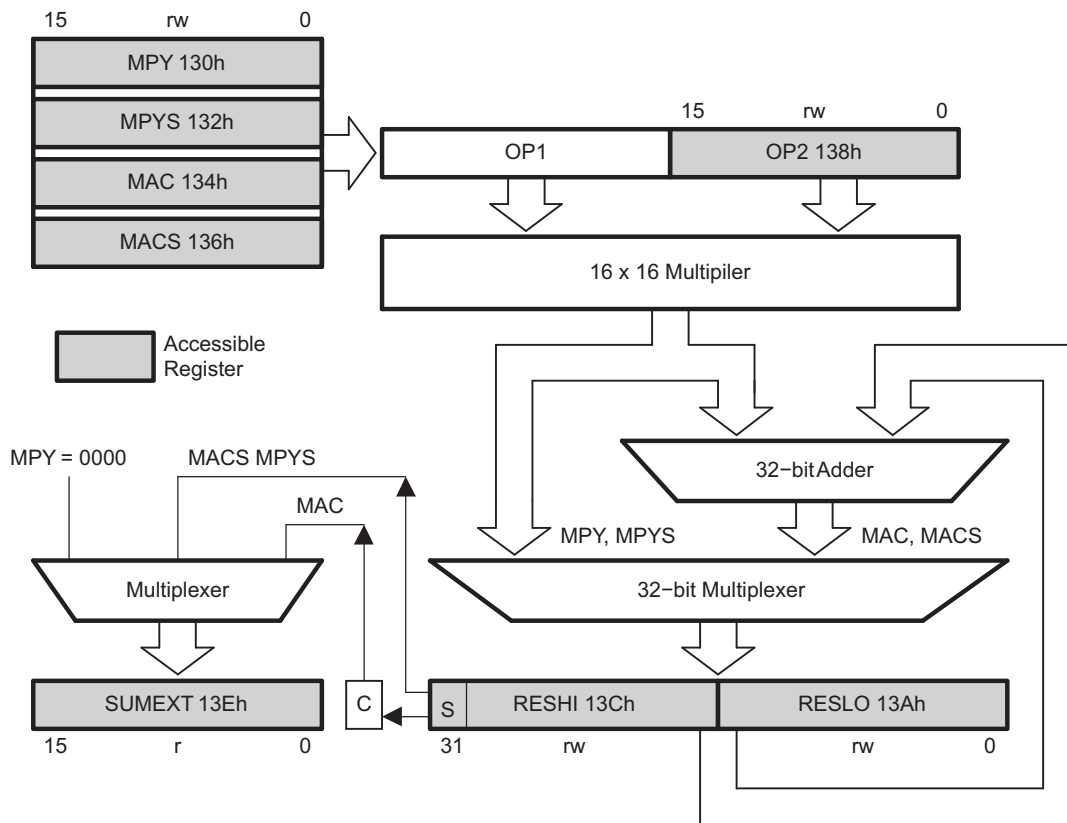 15 rw 0
MPY 130h
MPYS 132h
MAC 134h
MACS 136h
15 rw 0
OP1
OP2 138h
16 x 16 Multipiler
Accessible
Register
MPY = 0000
MACS MPYS
MAC
32−bit Adder
MPY, MPYS
MAC, MACS
Multiplexer
32−bit Multiplexer
SUMEXT 13Eh
C
S
RESHI 13Ch
RESLO 13Ah
15 r 0
31 rw
rw 0